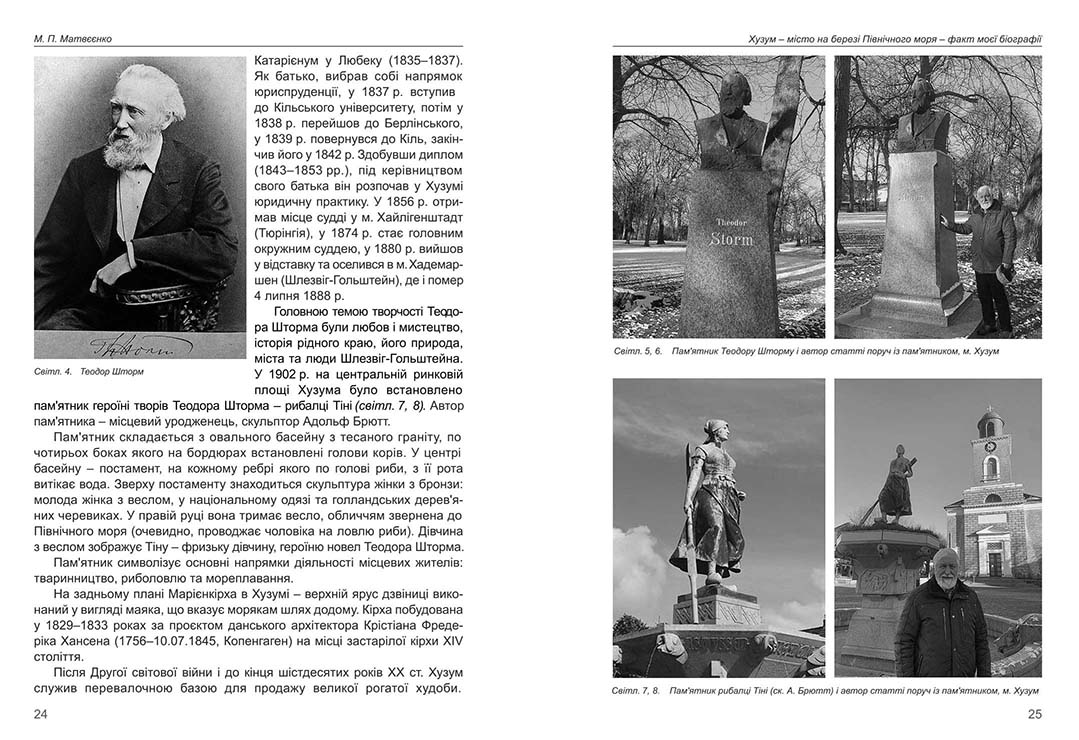 М. П. Матвєєнко
Катарієнум у Любеку (1835–1837).
Як батько, вибрав собі напрямок
юриспруденції, у 1837 р. вступив
до Кільського університету, потім у
1838 р. перейшов до Берлінського,
у 1839 р. повернувся до Кіль, закін-
чив його у 1842 р. Здобувши диплом
(1843–1853 рр.), під керівництвом
свого батька він розпочав у Хузумі
юридичну практику. У 1856 р. отри-
мав місце судді у м. Хайлігенштадт
(Тюрінгія), у 1874 р. стає головним
окружним суддею, у 1880 р. вийшов
у відставку та оселився в м. Хадемар-
шен (Шлезвіг-Гольштейн), де і помер
4 липня 1888 р.
Головною темою творчості Теодо-
ра Шторма були любов і мистецтво,
історія рідного краю, його природа,
міста та люди Шлезвіг-Гольштейна.
У 1902 р. на центральній ринковій
площі Хузума було встановлено
Світл. 4. Теодор Шторм
пам'ятник героїні творів Теодора Шторма – рибалці Тіні (світл. 7, 8). Автор
пам'ятника – місцевий уродженець, скульптор Адольф Брютт.
Пам'ятник складається з овального басейну з тесаного граніту, по
чотирьох боках якого на бордюрах встановлені голови корів. У центрі
басейну – постамент, на кожному ребрі якого по голові риби, з її рота
витікає вода. Зверху постаменту знаходиться скульптура жінки з бронзи:
молода жінка з веслом, у національному одязі та голландських дерев'я-
них черевиках. У правій руці вона тримає весло, обличчям звернена до
Північного моря (очевидно, проводжає чоловіка на ловлю риби). Дівчина
з веслом зображує Тіну – фризьку дівчину, героїню новел Теодора Шторма.
Пам'ятник символізує основні напрямки діяльності місцевих жителів:
тваринництво, риболовлю та мореплавання.
На задньому плані Марієнкірха в Хузумі – верхній ярус дзвіниці вико-
наний у вигляді маяка, що вказує морякам шлях додому. Кірха побудована
у 1829–1833 роках за проєктом данського архітектора Крістіана Фреде-
ріка Хансена (1756–10.07.1845, Копенгаген) на місці застарілої кірхи XIV
століття.
Після Другої світової війни і до кінця шістдесятих років XX ст. Хузум
служив перевалочною базою для продажу великої рогатої худоби.
24
Хузум – місто на березі Північного моря – факт моєї біографії
Theodor
Storm
Світл. 5, 6. Пам'ятник Теодору Шторму і автор статті поруч із пам'ятником, м. Хузум
Світл. 7, 8. Пам'ятник рибалці Тіні (ск. А. Брютт) і автор статті поруч із пам'ятником, м. Хузум
25